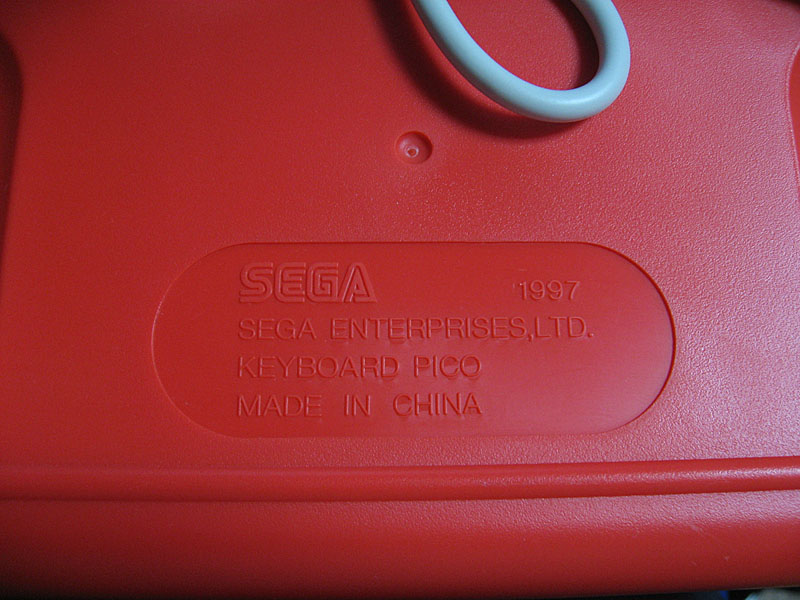 SEGA 1997
SEGA ENTERPRISES,LTD.
KEYBOARD PICO
MADE IN CHINA